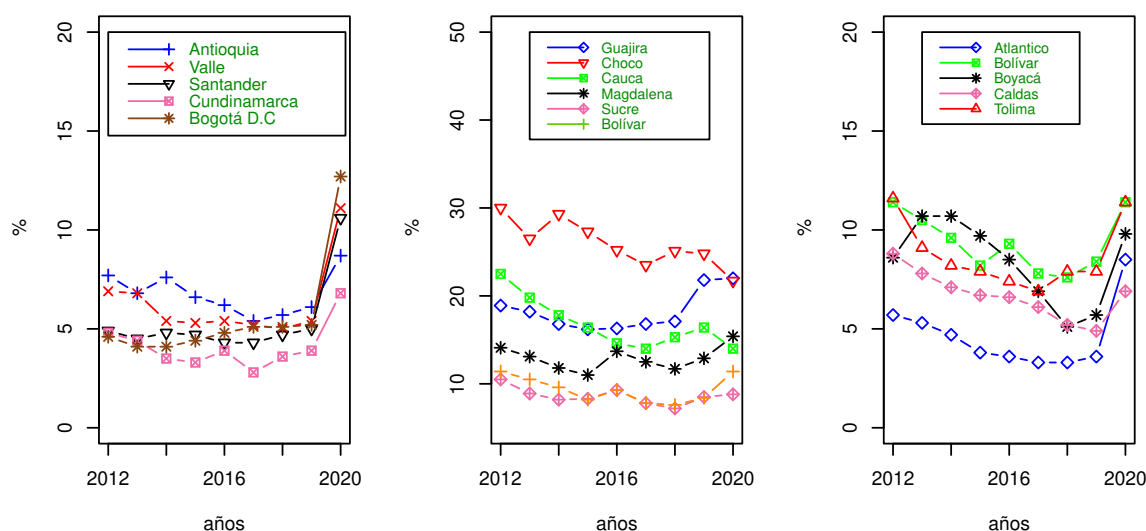 Antioquia
Valle
Santander
Cundinamarca
Bogotá D.C
%
0
5
10
15
20
2012
2016
2020
años
Guajira
Choco
Cauca
Magdalena
Sucre
Bolívar
%
10
20
30
40
50
2012
2016
2020
años
Atlantico
Bolívar
Boyacá
Caldas
Tolima
%
0
5
10
15
20
2012
2016
2020
años